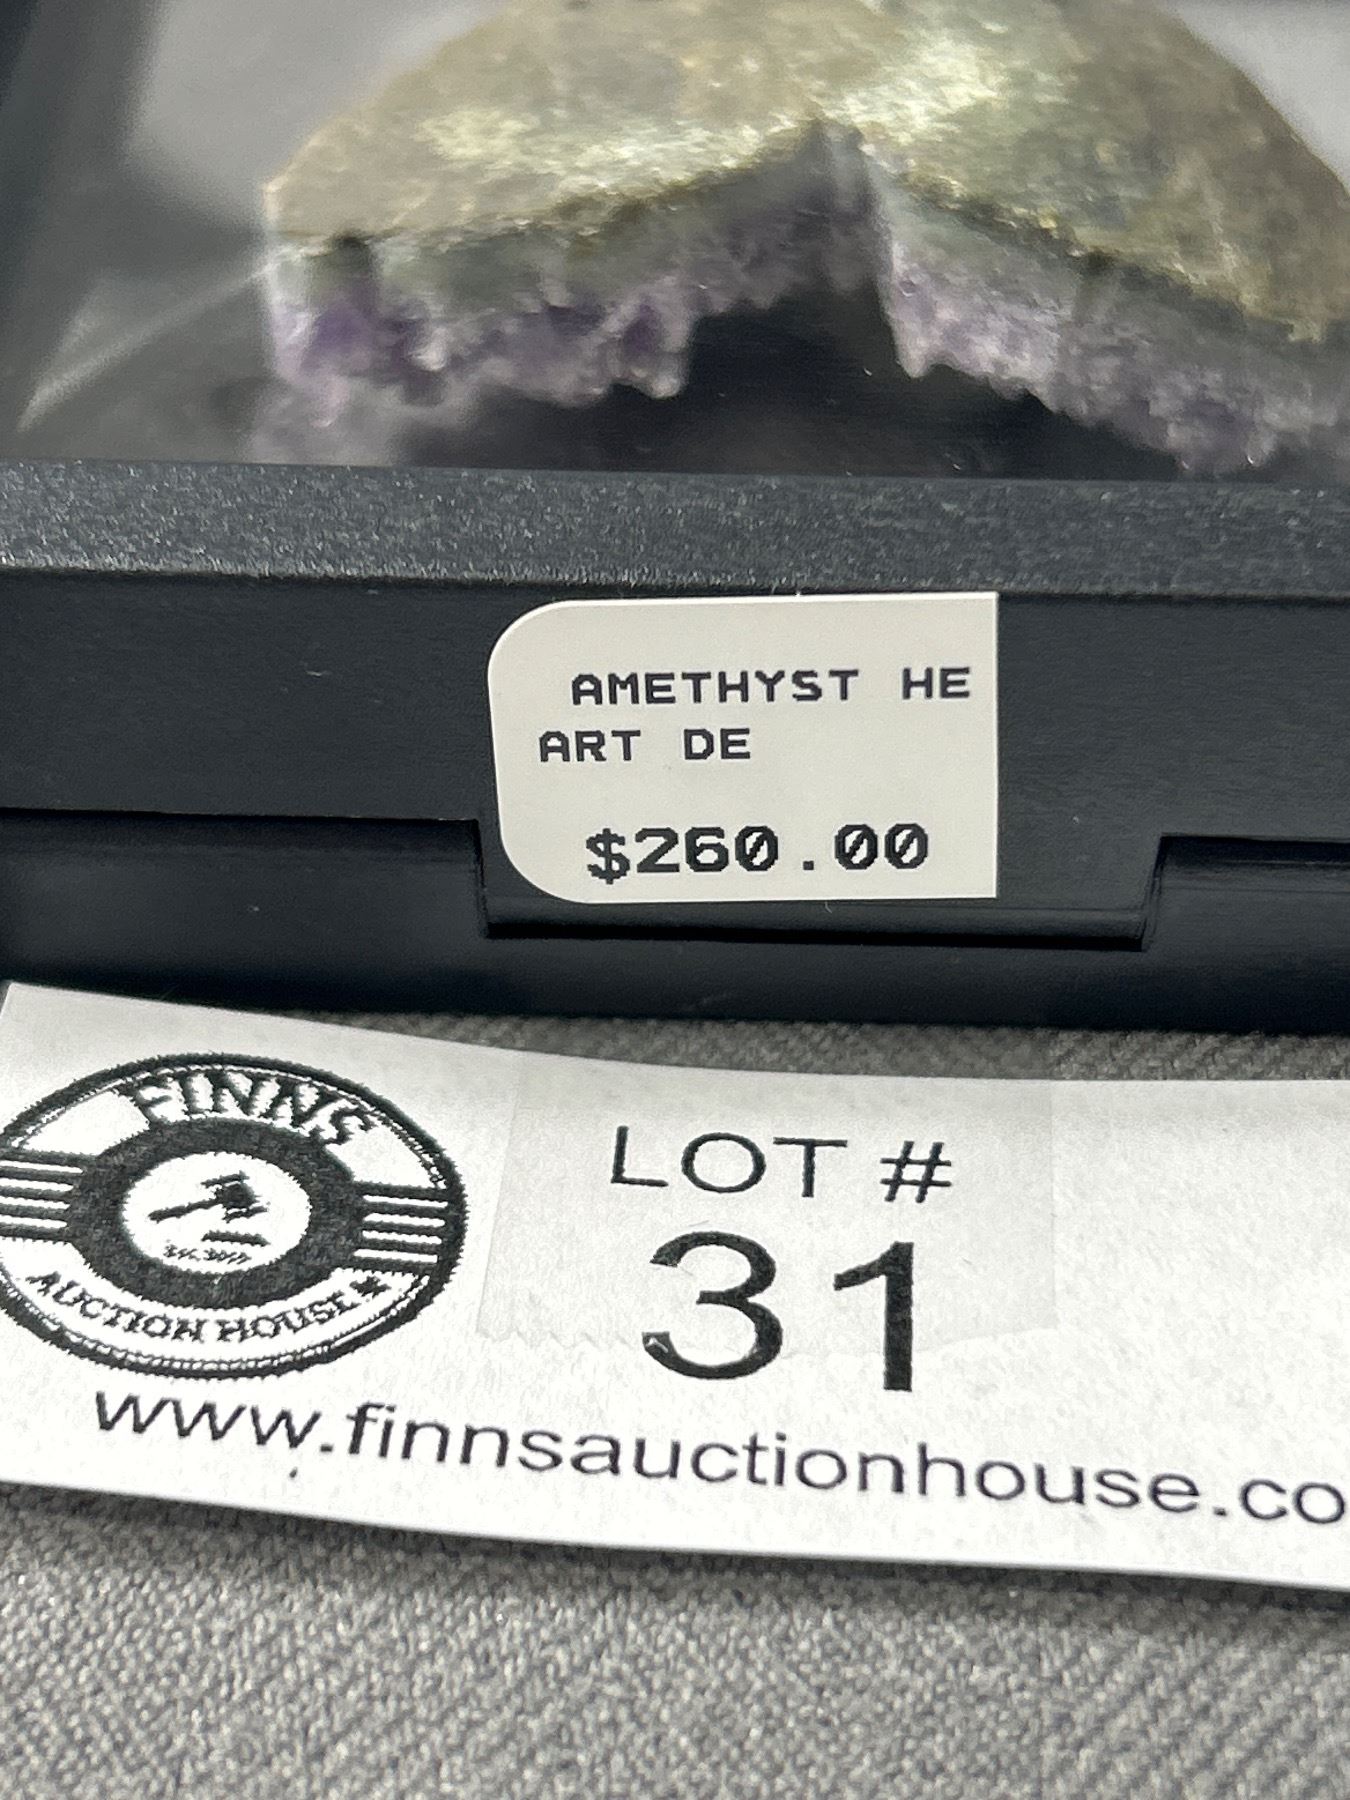 AMETHYST HE
ART DE
$260.00
FINNS
AUCTION HOUSE
LOT #
31
www.finnsauctionhouse.co